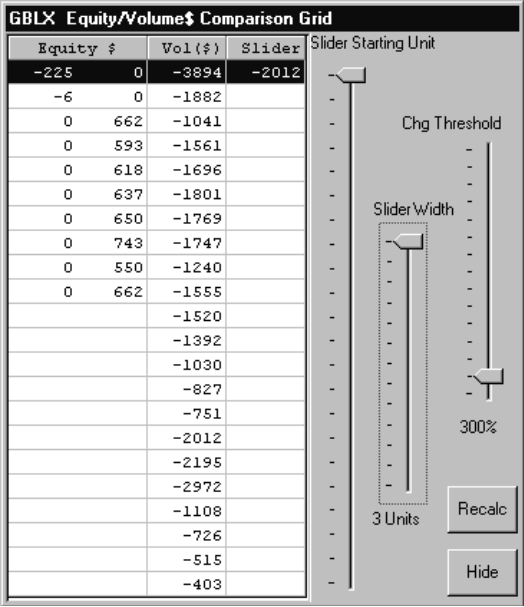 GBLX Equity/Volume$ Comparison Grid
Equity $ Vol($) Slider Slider Starting Unit
-225 0 -3894 -2012
-6 0 -1882
0 662 -1041
Chg Threshold
0 593 -1561
0 618 -1696
0 637 -1801
Slider Width
0 650 -1769
0 743 -1747
0 550 -1240
0 662 -1555
-1520
-1392
-1030
-827
-751
300%
-2012
-2195
-2972
-1108 Recalc
3 Units
-726
-515
Hide
-403